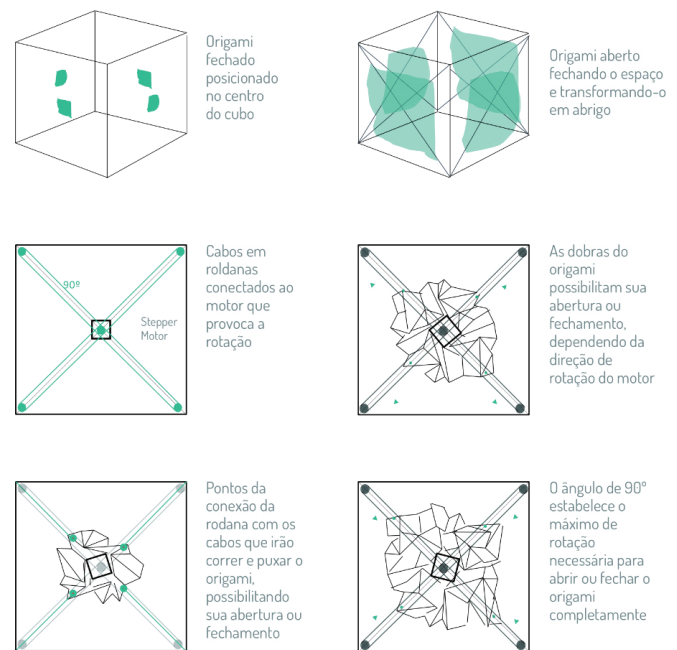 Origami
fechado
posicionado
no centro
do cubo
Origami aberto
fechando o espaço
e transformando-o
em abrigo
90º
Stepper
Motor
Cabos em
roldanas
conectados ao
motor que
provoca a
rotação
As dobras do
origami
possibilitam sua
abertura ou
fechamento,
dependendo da
direção de
rotação do motor
Pontos da
conexão da
rodana com os
cabos que irão
correr e puxar o
origami,
possibilitando
sua abertura ou
fechamento
O ângulo de 90º
estabelece o
máximo de
rotação
necessária para
abrir ou fechar o
origami
completamente